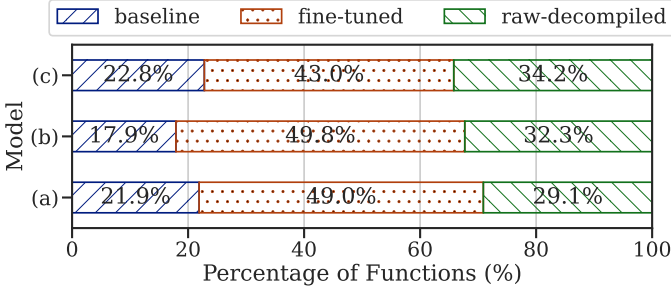 baseline fine-tuned raw-decompiled
(c) 22.8% 43.0% 34.2%
(b) 17.9% 49.8% 32.3%
(a) 21.9% 49.0% 29.1%
Model
0 20 40 60 80 100
Percentage of Functions (%)